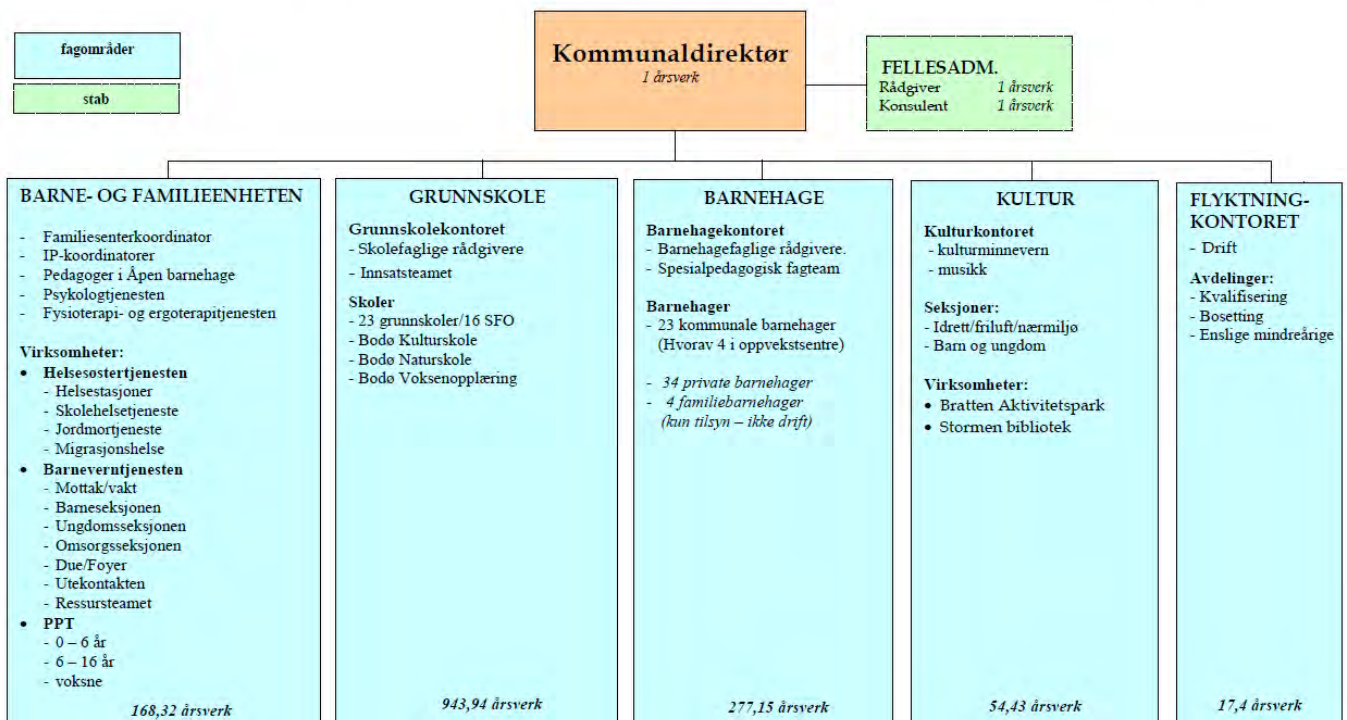 fagområder
stab
Kommunaldirektør
1 årsverk
FELLESADM.
Rådgiver 1 årsverk
Konsulent 1 årsverk
BARNE- OG FAMILIEENHETEN
- Familiesenterkoordinator
- IP-koordinatorer
- Pedagoger i Åpen barnehage
- Psykologtjenesten
- Fysioterapi- og ergoterapitjenesten
Virksomheter:
• Helsesøstertjenesten
- Helsestasjoner
- Skolehelsetjeneste
- Jordmortjeneste
- Migrasjonshelse
• Barneverntjenesten
- Mottak/vakt
- Barneseksjonen
- Ungdomsseksjonen
- Omsorgsseksjonen
- Due/Foyer
- Utekontakten
- Ressursteamet
• PPT
- 0 – 6 år
- 6 – 16 år
- voksne
168,32 årsverk
GRUNNSKOLE
Grunnskolekontoret
- Skolefaglige rådgivere
- Innsatsteamet
Skoler
- 23 grunnskoler/16 SFO
- Bodø Kulturskole
- Bodø Naturskole
- Bodø Voksenopplæring
943,94 årsverk
BARNEHAGE
Barnehagekontoret
- Barnehagefaglige rådgivere.
- Spesialpedagogisk fagteam
Barnehager
- 23 kommunale barnehager
(Hvorav 4 i oppvekstsentre)
- 34 private barnehager
- 4 familiebarnehager
(kun tilsyn – ikke drift)
277,15 årsverk
KULTUR
Kulturkontoret
- kulturminnevern
- musikk
Seksjoner:
- Idrett/friluft/nærmiljø
- Barn og ungdom
Virksomheter:
• Bratten Aktivitetspark
• Stormen bibliotek
54,43 årsverk
FLYKTNING-
KONTORET
- Drift
Avdelinger:
- Kvalifisering
- Bosetting
- Enslige mindreårige
17,4 årsverk